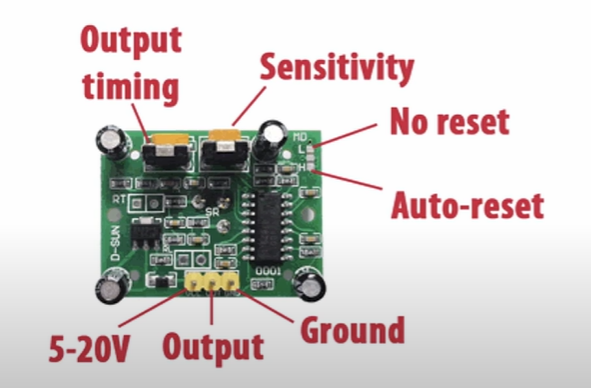 Output
timing
Sensitivity
No reset
Auto-reset
MD
L
H
RT
SR
D-SUN
0001
5-20V
Output
Ground